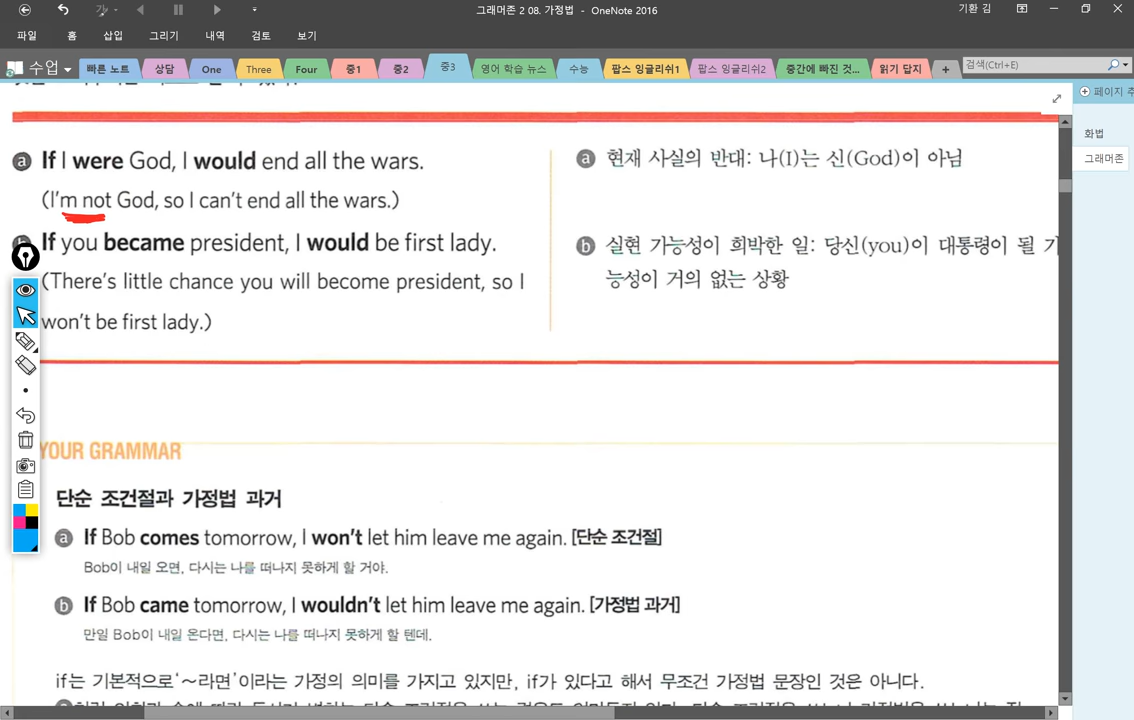 그래머존 2 08. 가정법 - OneNote 2016
기환 김
파일 홈 삽입 그리기 내역 검토 보기
수업 빠른 노트 상담 One Three Four 중1 중2 중3 영어 학습 뉴스 수능 팝스 잉글리쉬1 팝스 잉글리쉬2 중간에 빠진 것... 읽기 답지 + 검색(Ctrl+E)
페이지 추
화법
그래머존
a If I were God, I would end all the wars.
(I'm not God, so I can't end all the wars.)
a 현재 사실의 반대: 나(I)는 신(God)이 아님
If you became president, I would be first lady.
(There's little chance you will become president, so I
won't be first lady.)
b 실현 가능성이 희박한 일: 당신(you)이 대통령이 될 가
능성이 거의 없는 상황
YOUR GRAMMAR
단순 조건절과 가정법 과거
a If Bob comes tomorrow, I won't let him leave me again. [단순 조건절]
Bob이 내일 오면, 다시는 나를 떠나지 못하게 할 거야.
b If Bob came tomorrow, I wouldn't let him leave me again. [가정법 과거]
만일 Bob이 내일 온다면, 다시는 나를 떠나지 못하게 할 텐데.
if는 기본적으로 '~라면'이라는 가정의 의미를 가지고 있지만, if가 있다고 해서 무조건 가정법 문장인 것은 아니다.